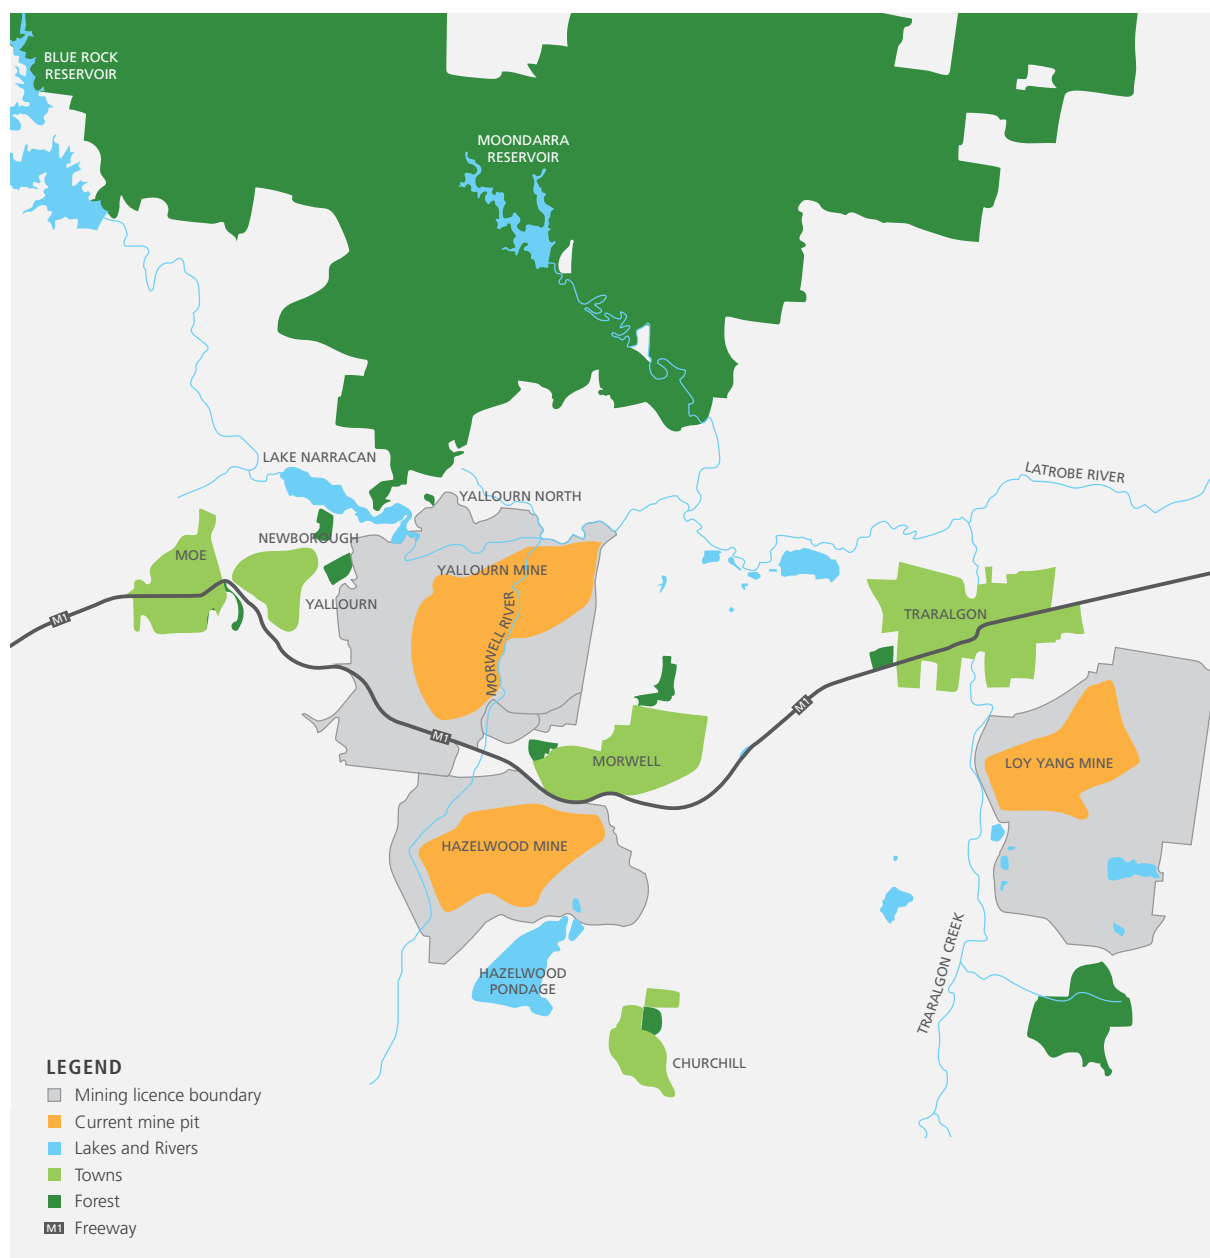 BLUE ROCK
RESERVOIR
MOONDARRA
RESERVOIR
LAKE NARRACAN
LATROBE RIVER
YALLOURN NORTH
NEWBOROUGH
MOE
YALLOURN MINE
YALLOURN
MORWELL RIVER
TRARALGON
M1
M1
M1
MORWELL
LOY YANG MINE
HAZELWOOD MINE
TRARALGON CREEK
HAZELWOOD
PONDAGE
CHURCHILL
LEGEND
Mining licence boundary
Current mine pit
Lakes and Rivers
Towns
Forest
M1 Freeway